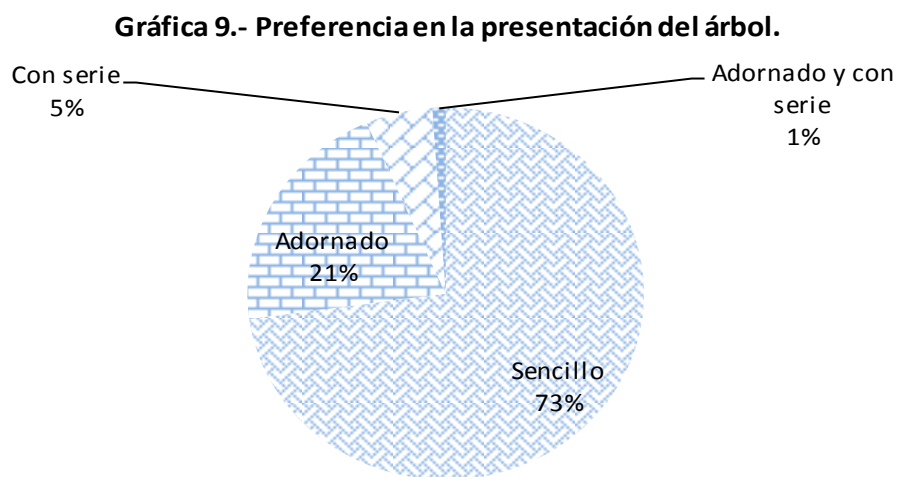 Gráfica 9.- Preferencia en la presentación del árbol.
Con serie
5%
Adornado y con
serie
1%
Adornado
21%
Sencillo
73%